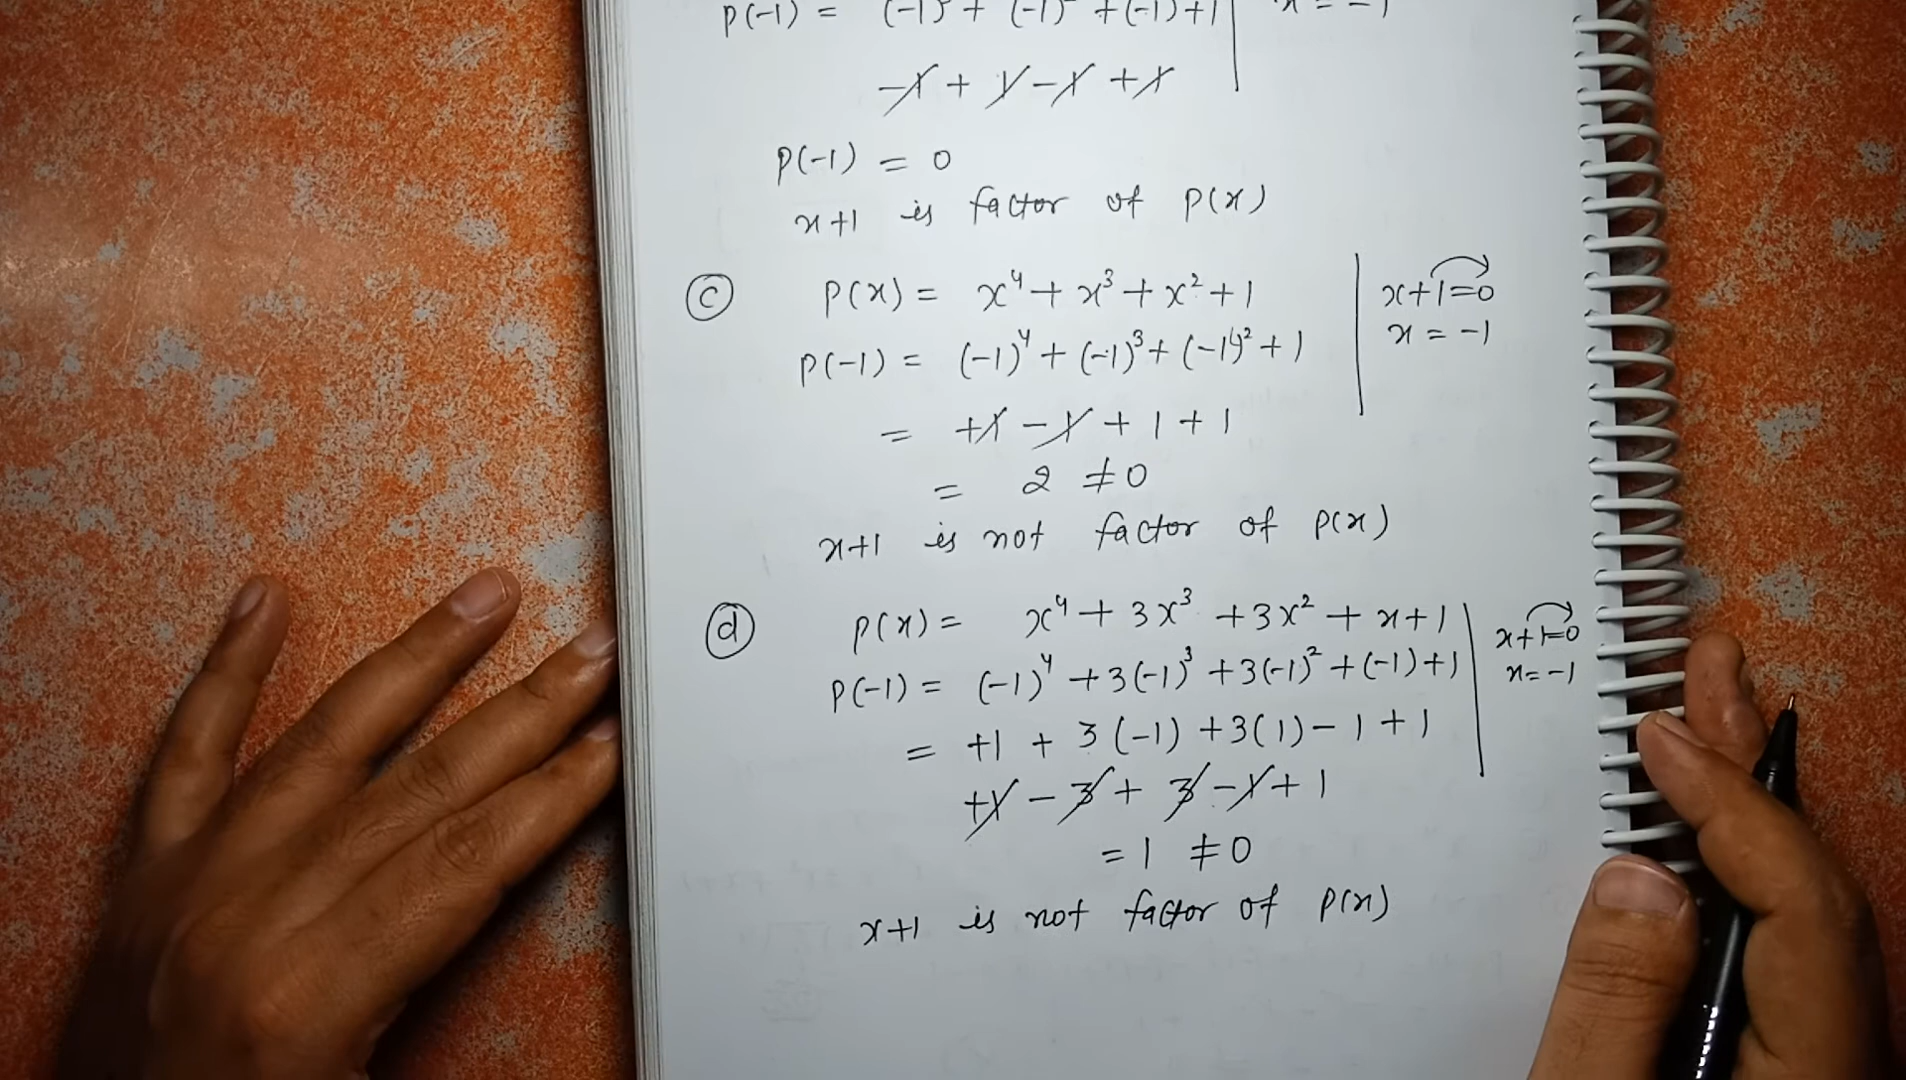 p(-1) = (-1)³ + (-1)² + (-1) + 1 | x = -1
-1 + 1 - 1 + 1
p(-1) = 0
x+1 is factor of p(x)
(c) p(x) = x⁴ + x³ + x² + 1 | x+1=0
p(-1) = (-1)⁴ + (-1)³ + (-1)² + 1 | x = -1
= +1 - 1 + 1 + 1
= 2 ≠ 0
x+1 is not factor of p(x)
(d) p(x) = x⁴ + 3x³ + 3x² + x + 1 | x+1=0
p(-1) = (-1)⁴ + 3(-1)³ + 3(-1)² + (-1) + 1 | x = -1
= +1 + 3(-1) + 3(1) - 1 + 1
+1 - 3 + 3 - 1 + 1
= 1 ≠ 0
x+1 is not factor of p(x)